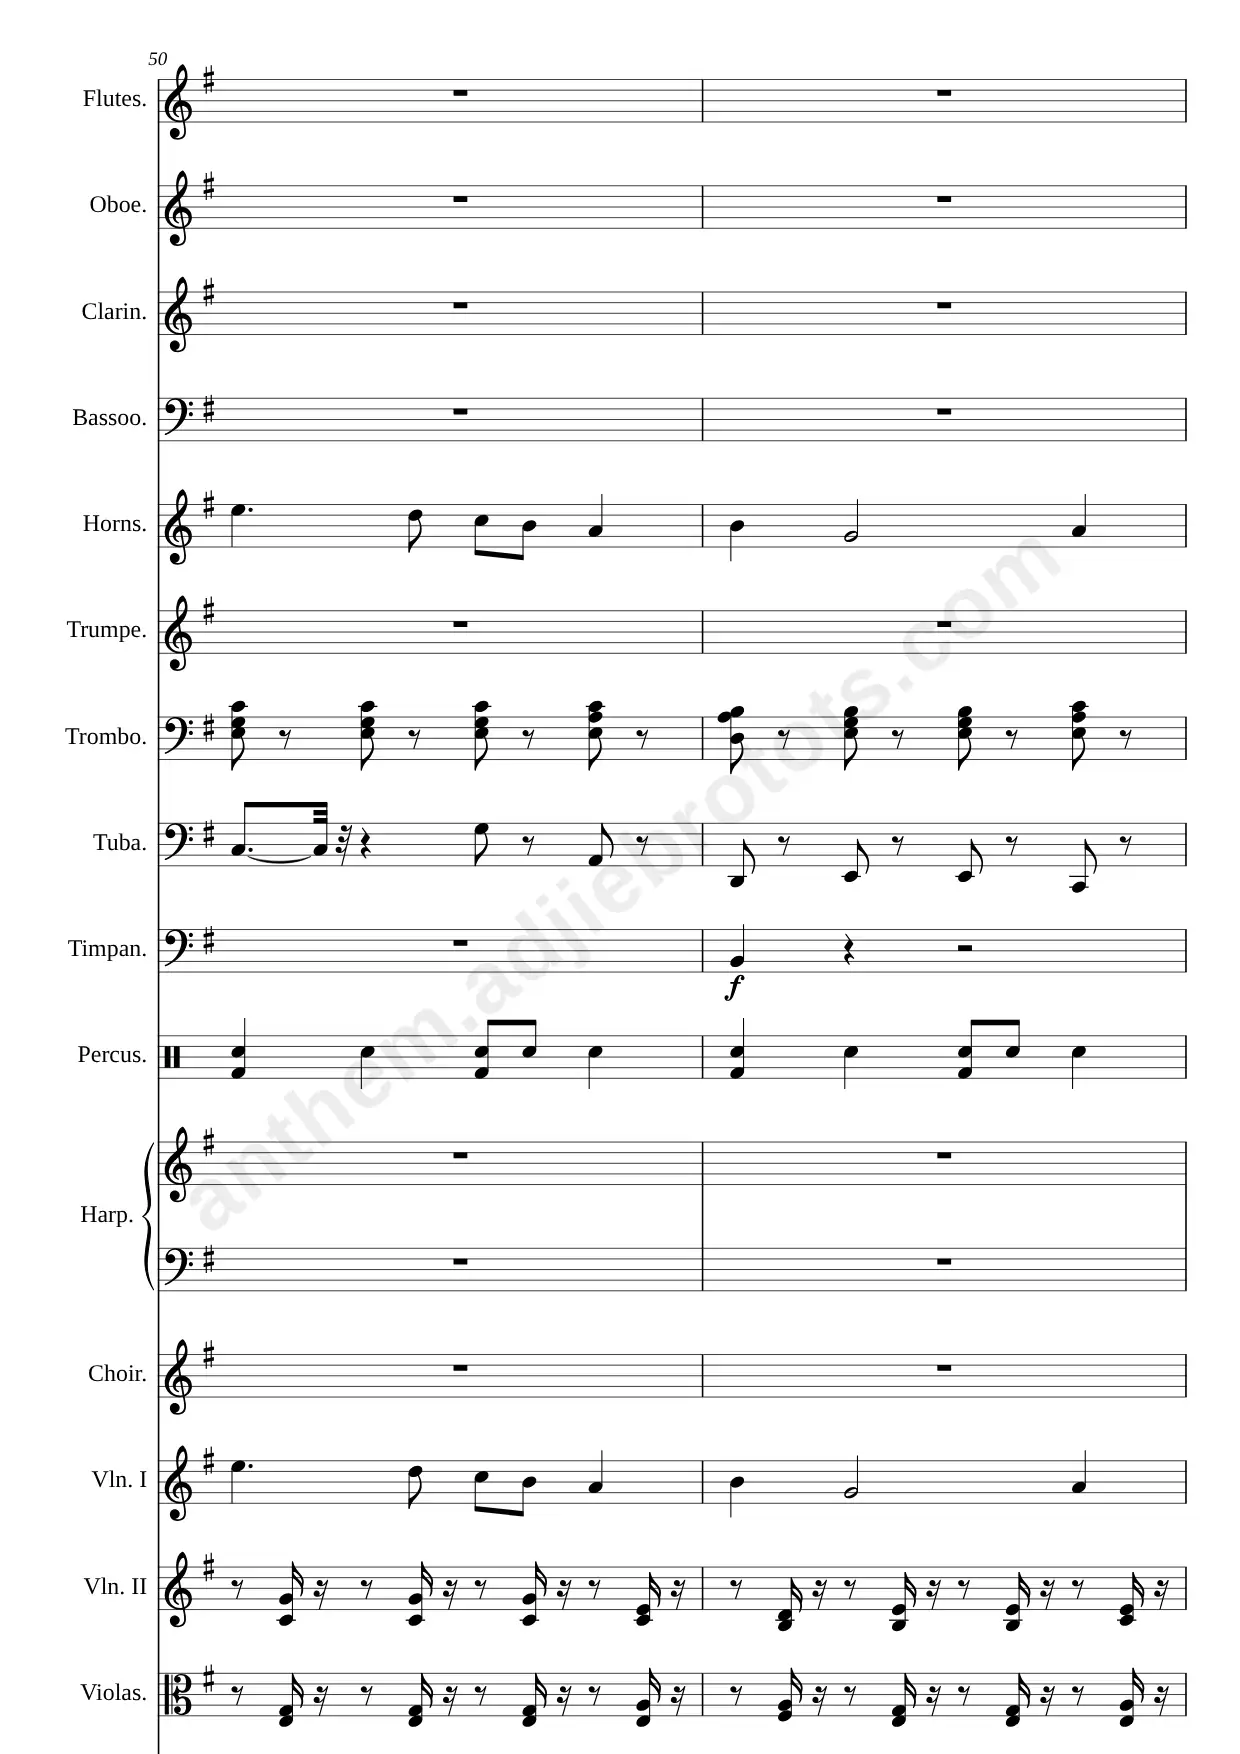 50
Flutes.
Oboe.
Clarin.
Bassoo.
Horns.
Trumpe.
Trombo.
Tuba.
Timpan.
f
Percus.
Harp.
Choir.
Vln. I
Vln. II
Violas.
anthem.adjiebrotots.com